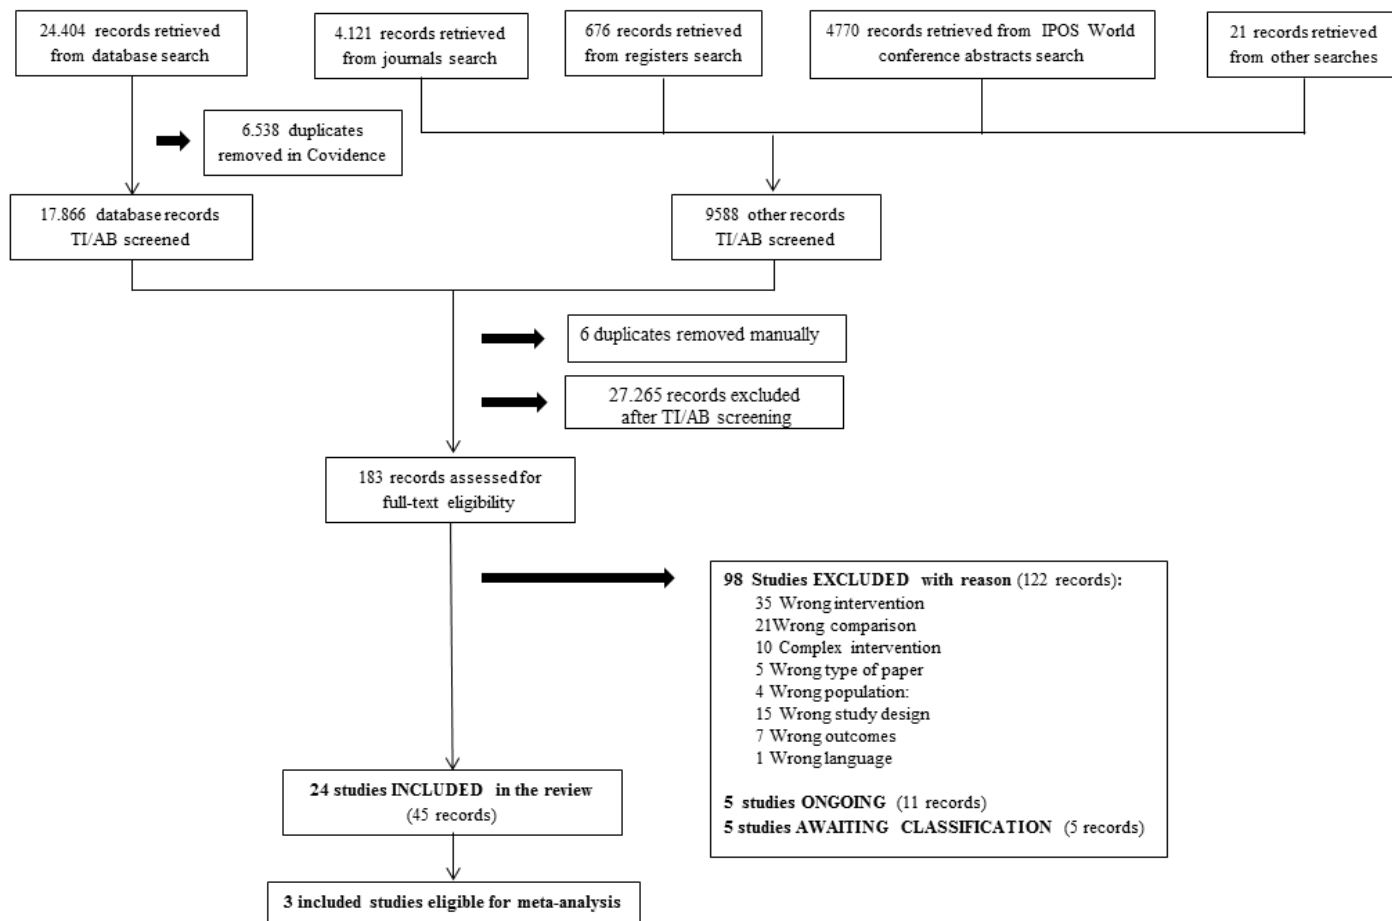 24.404 records retrieved
from database search
4.121 records retrieved
from journals search
676 records retrieved
from registers search
4770 records retrieved from IPOS World
conference abstracts search
21 records retrieved
from other searches
6.538 duplicates
removed in Covidence
17.866 database records
TI/AB screened
9588 other records
TI/AB screened
6 duplicates removed manually
27.265 records excluded
after TI/AB screening
183 records assessed for
full-text eligibility
98 Studies EXCLUDED with reason (122 records):
35 Wrong intervention
21Wrong comparison
10 Complex intervention
5 Wrong type of paper
4 Wrong population:
15 Wrong study design
7 Wrong outcomes
1 Wrong language
5 studies ONGOING (11 records)
5 studies AWAITING CLASSIFICATION (5 records)
24 studies INCLUDED in the review
(45 records)
3 included studies eligible for meta-analysis